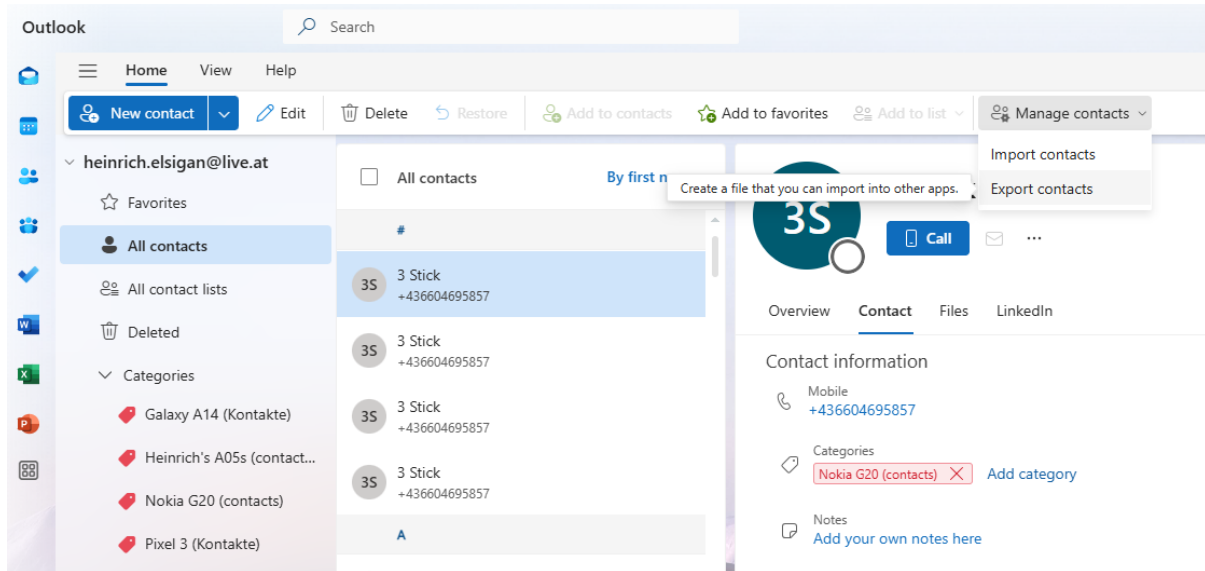 Outlook
Search
Home View Help
New contact Edit Delete Restore Add to contacts Add to favorites Add to list Manage contacts
Import contacts
Export contacts
Create a file that you can import into other apps.
heinrich.elsigan@live.at
Favorites
All contacts
All contact lists
Deleted
Categories
Galaxy A14 (Kontakte)
Heinrich's A05s (contact...
Nokia G20 (contacts)
Pixel 3 (Kontakte)
All contacts By first n
#
3S 3 Stick
+436604695857
3S 3 Stick
+436604695857
3S 3 Stick
+436604695857
3S 3 Stick
+436604695857
A
3S
Call
Overview Contact Files LinkedIn
Contact information
Mobile
+436604695857
Categories
Nokia G20 (contacts) Add category
Notes
Add your own notes here